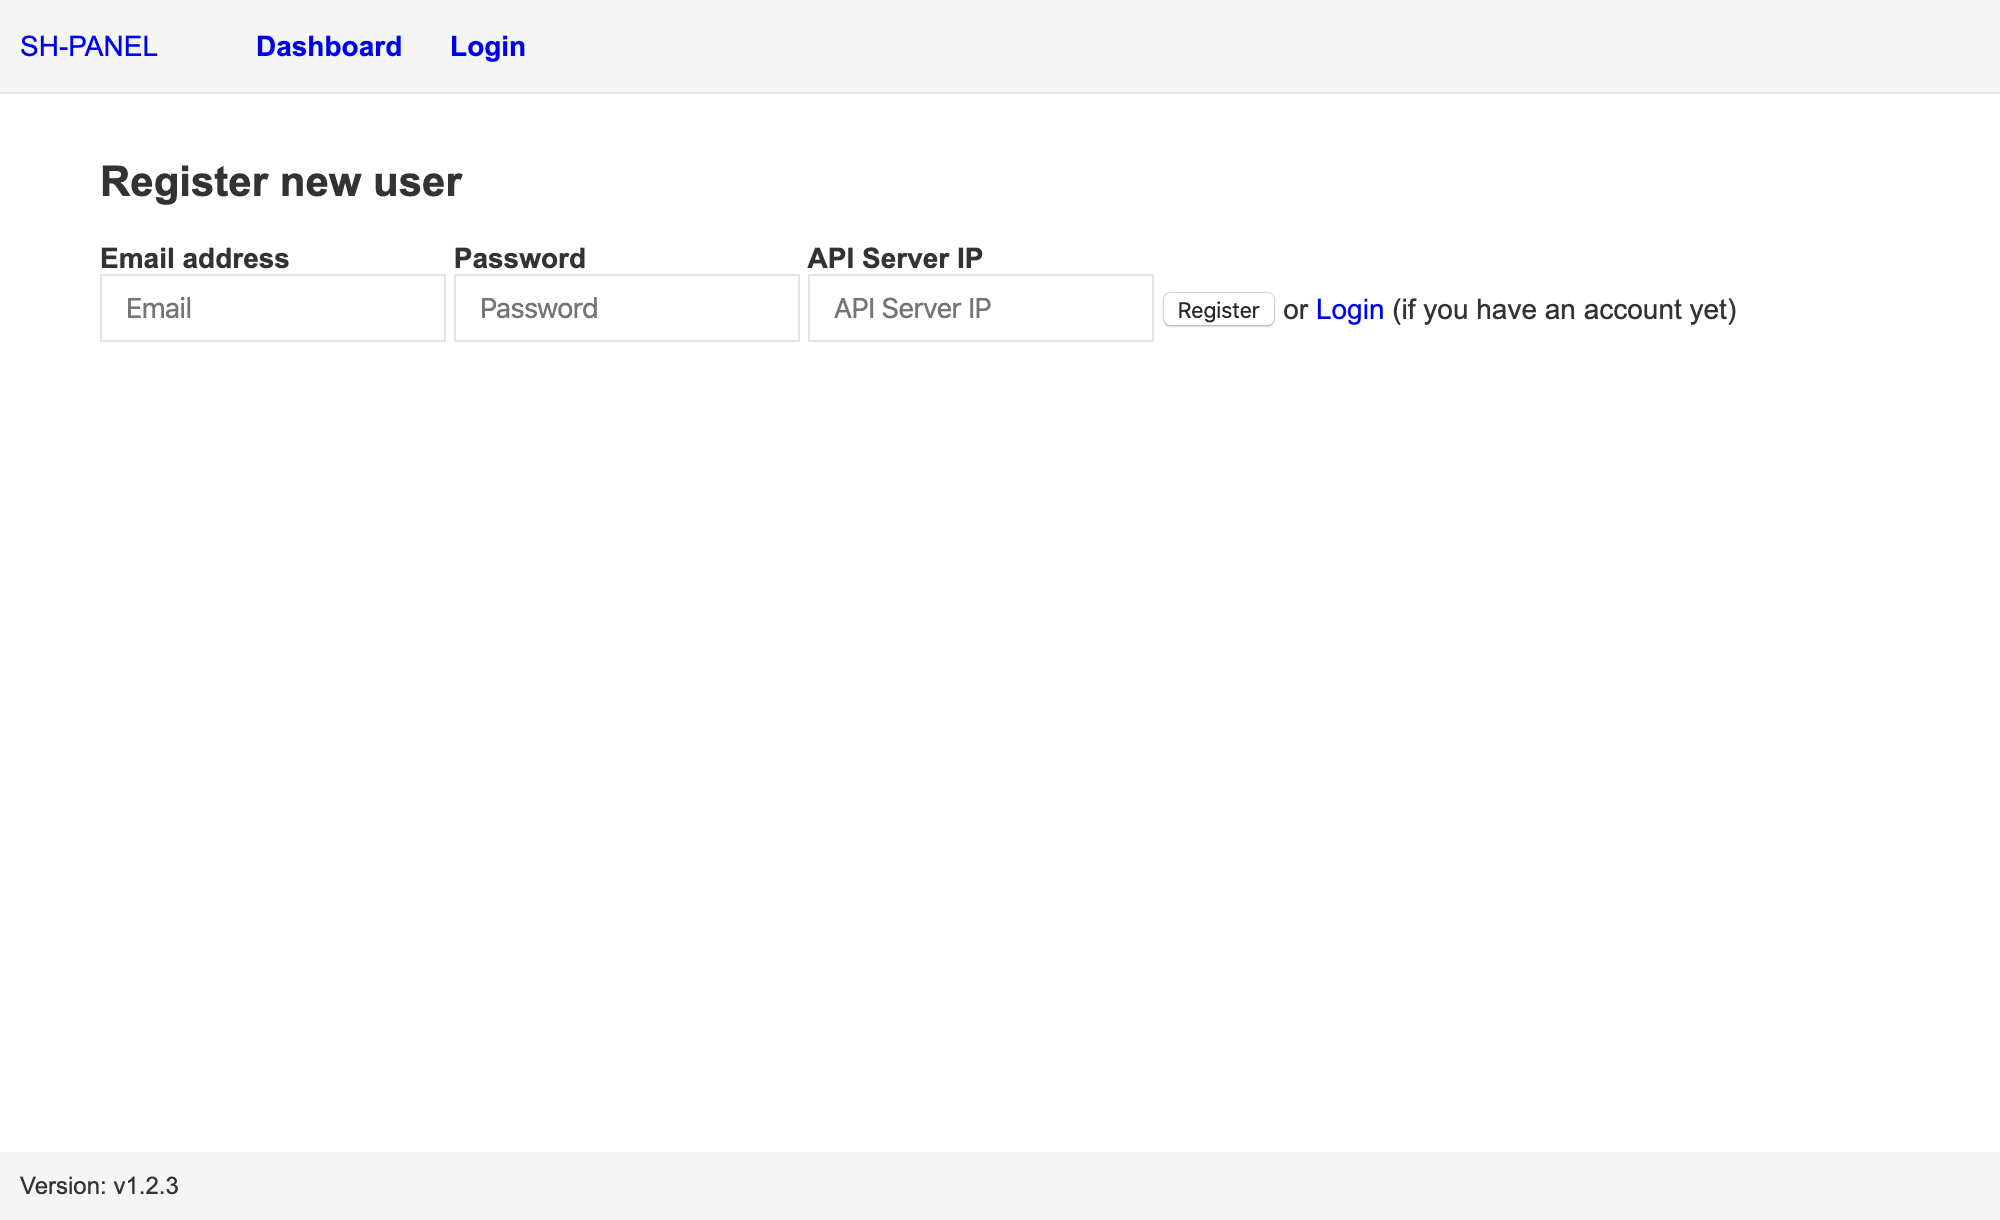 SH-PANEL Dashboard Login
Register new user
Email address Password API Server IP
Email Password API Server IP Register or Login (if you have an account yet)
Version: v1.2.3